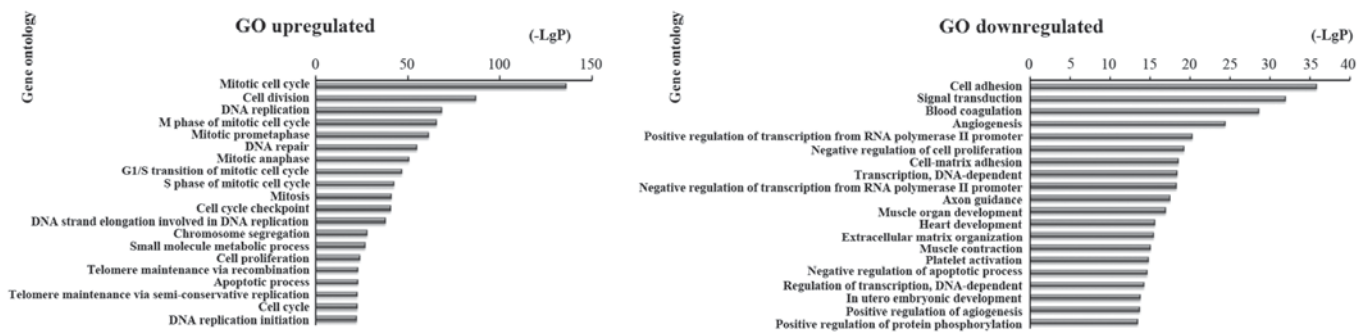 GO upregulated
(-LgP)
Gene ontology
0 50 100 150
Mitotic cell cycle
Cell division
DNA replication
M phase of mitotic cell cycle
Mitotic prometaphase
DNA repair
Mitotic anaphase
G1/S transition of mitotic cell cycle
S phase of mitotic cell cycle
Mitosis
Cell cycle checkpoint
DNA strand elongation involved in DNA replication
Chromosome segregation
Small molecule metabolic process
Cell proliferation
Telomere maintenance via recombination
Apoptotic process
Telomere maintenance via semi-conservative replication
Cell cycle
DNA replication initiation
GO downregulated
(-LgP)
Gene ontology
0 5 10 15 20 25 30 35 40
Cell adhesion
Signal transduction
Blood coagulation
Angiogenesis
Positive regulation of transcription from RNA polymerase II promoter
Negative regulation of cell proliferation
Cell-matrix adhesion
Transcription, DNA-dependent
Negative regulation of transcription from RNA polymerase II promoter
Axon guidance
Muscle organ development
Heart development
Extracellular matrix organization
Muscle contraction
Platelet activation
Negative regulation of apoptotic process
Regulation of transcription, DNA-dependent
In utero embryonic development
Positive regulation of agiogenesis
Positive regulation of protein phosphorylation